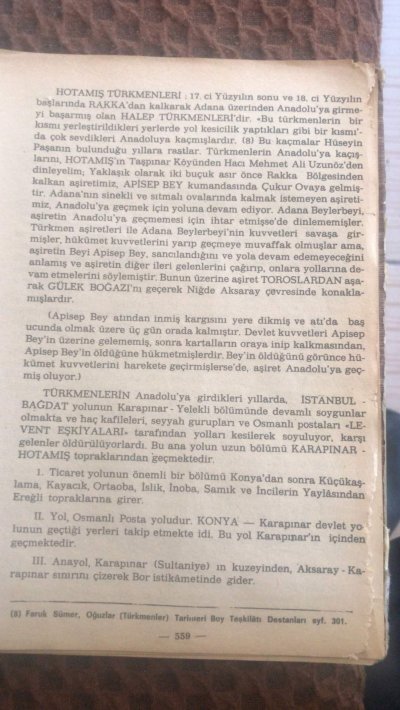 HOTAMIŞ TÜRKMENLERİ : 17. ci Yüzyılın sonu ve 18. ci Yüzyılın
başlarında RAKKA'dan kalkarak Adana üzerinden Anadolu'ya girme-
yi başarmış olan HALEP TÜRKMENLERİ'dir. «Bu türkmenlerin bir
kısmı yerleştirildikleri yerlerde yol kesicilik yaptıkları gibi bir kısmı'-
da çok sevdikleri Anadoluya kaçmışlardır. (8) Bu kaçmalar Hüseyin
Paşanın bulunduğu yıllara rastlar. Türkmenlerin Anadolu'ya kaçış-
larını, HOTAMIŞ'ın Taşpınar Köyünden Hacı Mehmet Ali Uzunöz'den
dinleyelim; Yaklaşık olarak iki buçuk asır önce Rakka Bölgesinden
kalkan aşiretimiz, APİSEP BEY kumandasında Çukur Ovaya gelmiş-
tir. Adana'nın sinekli ve sıtmalı ovalarında kalmak istemeyen aşireti-
miz, Anadolu'ya geçmek için yoluna devam ediyor. Adana Beylerbeyi,
aşiretin Anadolu'ya geçmemesi için ihtar etmişse'de dinlememişler.
Türkmen aşiretleri ile Adana Beylerbeyi'nin kuvvetleri savaşa gir-
mişler, hükümet kuvvetlerini yarıp geçmeye muvaffak olmuşlar ama,
aşiretin Beyi Apisep Bey, sancılandığını ve yola devam edemeyeceğini
anlamış ve aşiretin diğer ileri gelenlerini çağırıp, onlara yollarına de-
vam etmelerini söylemiştir. Bunun üzerine aşiret TOROSLARDAN aşa-
rak GÜLEK BOĞAZI'nı geçerek Niğde Aksaray çevresinde konakla-
mışlardır.
(Apisep Bey atından inmiş kargısını yere dikmiş ve atı'da baş
ucunda olmak üzere üç gün orada kalmıştır. Devlet kuvvetleri Apisep
Bey'in üzerine gelememiş, sonra kartalların oraya inip kalkmasından,
Apisep Bey'in öldüğüne hükmetmişlerdir. Bey'in öldüğünü görünce hü-
kûmet kuvvetlerini harekete geçirmişlerse'de, aşiret Anadolu'ya geç-
miş oluyor.)
TÜRKMENLERİN Anadolu'ya girdikleri yıllarda, İSTANBUL -
BAĞDAT yolunun Karapınar - Yelekli bölümünde devamlı soygunlar
olmakta ve haç kafileleri, seyyah gurupları ve Osmanlı postaları «LE-
VENT EŞKİYALARI» tarafından yolları kesilerek soyuluyor, karşı
gelenler öldürülüyorlardı. Bu ana yolun uzun bölümü KARAPINAR -
HOTAMIŞ topraklarından geçmektedir.
I. Ticaret yolunun önemli bir bölümü Konya'dan sonra Küçükaş-
lama, Kayacık, Ortaoba, Islık, İnoba, Samık ve İncilerin Yaylâsından
Ereğli topraklarına girer.
II. Yol, Osmanlı Posta yoludur. KONYA — Karapınar devlet yo-
lunun geçtiği yerleri takip etmekte idi. Bu yol Karapınar'ın içinden
geçmektedir.
III. Anayol, Karapınar (Sultaniye) ın kuzeyinden, Aksaray - Ka-
rapınar sınırını çizerek Bor istikâmetinde gider.
(8) Faruk Sümer, Oğuzlar (Türkmenler) Tarihleri Boy Teşkilâtı Destanları syf. 301.
— 559 —